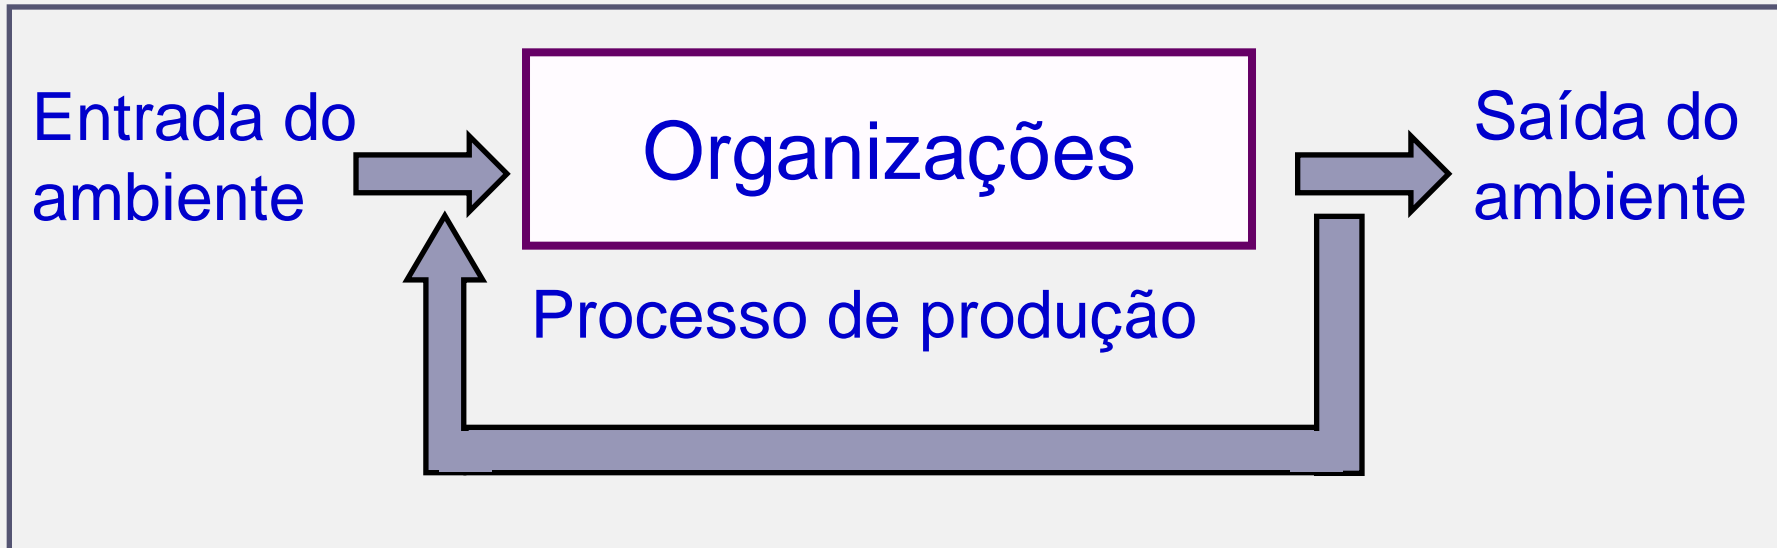 Entrada do
ambiente
Organizações
Processo de produção
Saída do
ambiente